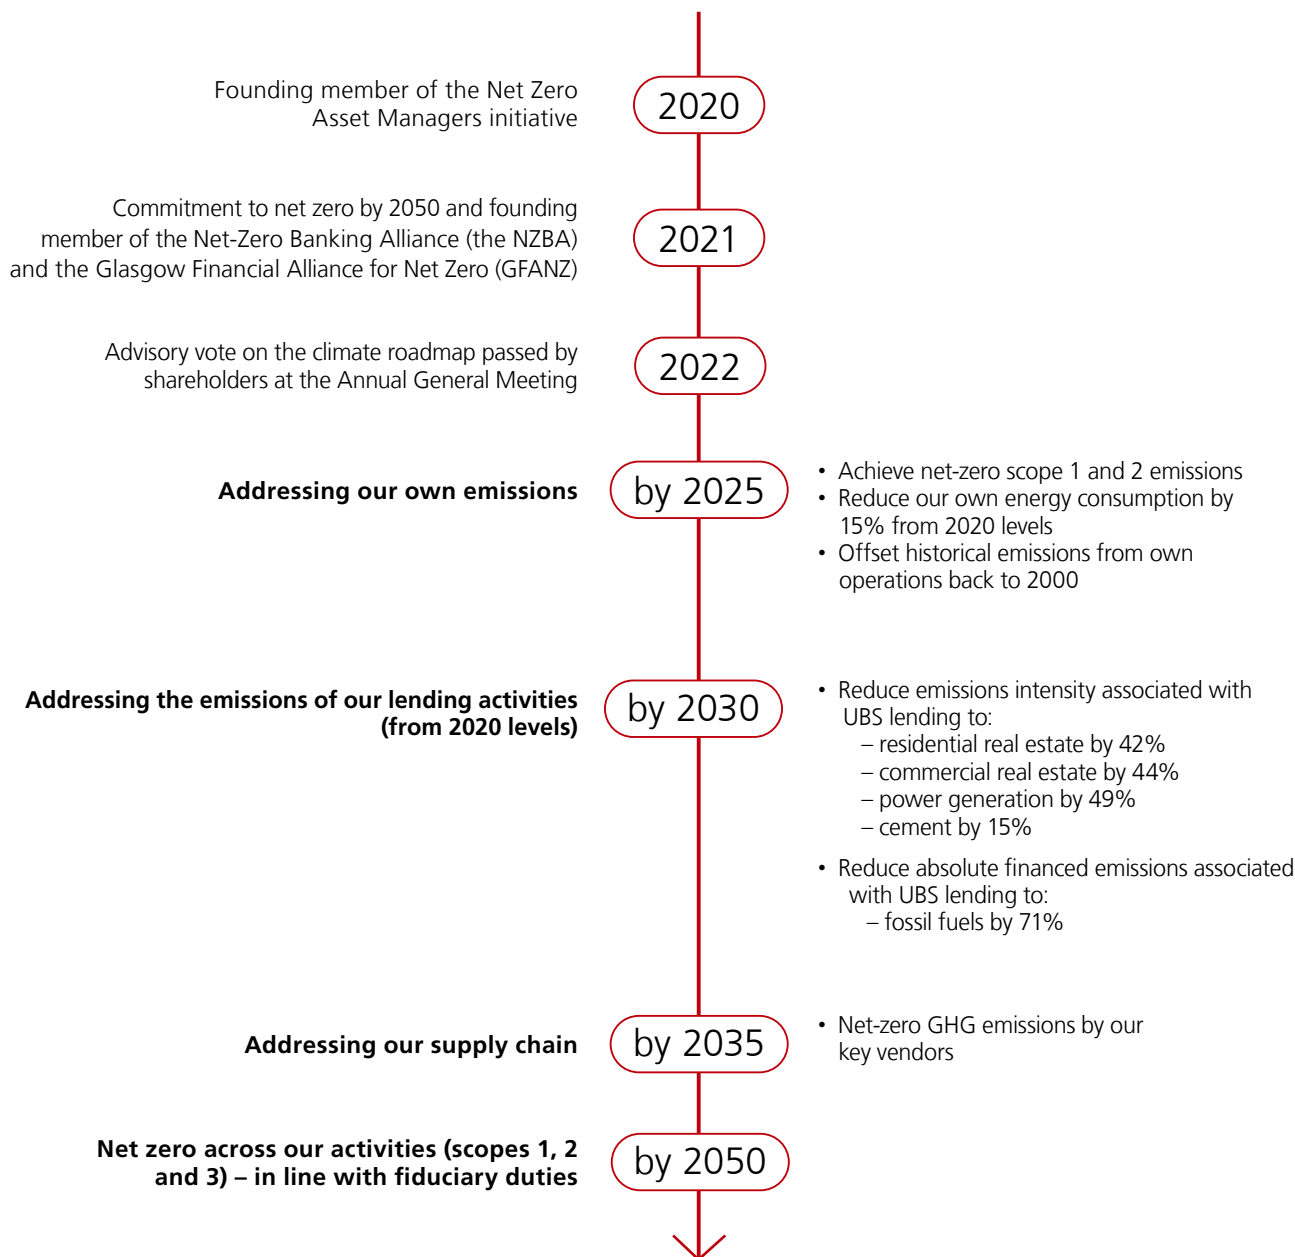 Founding member of the Net Zero
Asset Managers initiative
2020
Commitment to net zero by 2050 and founding
member of the Net-Zero Banking Alliance (the NZBA)
and the Glasgow Financial Alliance for Net Zero (GFANZ)
2021
Advisory vote on the climate roadmap passed by
shareholders at the Annual General Meeting
2022
Addressing our own emissions
by 2025
• Achieve net-zero scope 1 and 2 emissions
• Reduce our own energy consumption by
15% from 2020 levels
• Offset historical emissions from own
operations back to 2000
Addressing the emissions of our lending activities
(from 2020 levels)
by 2030
• Reduce emissions intensity associated with
UBS lending to:
– residential real estate by 42%
– commercial real estate by 44%
– power generation by 49%
– cement by 15%
• Reduce absolute financed emissions associated
with UBS lending to:
– fossil fuels by 71%
Addressing our supply chain
by 2035
• Net-zero GHG emissions by our
key vendors
Net zero across our activities (scopes 1, 2
and 3) – in line with fiduciary duties
by 2050